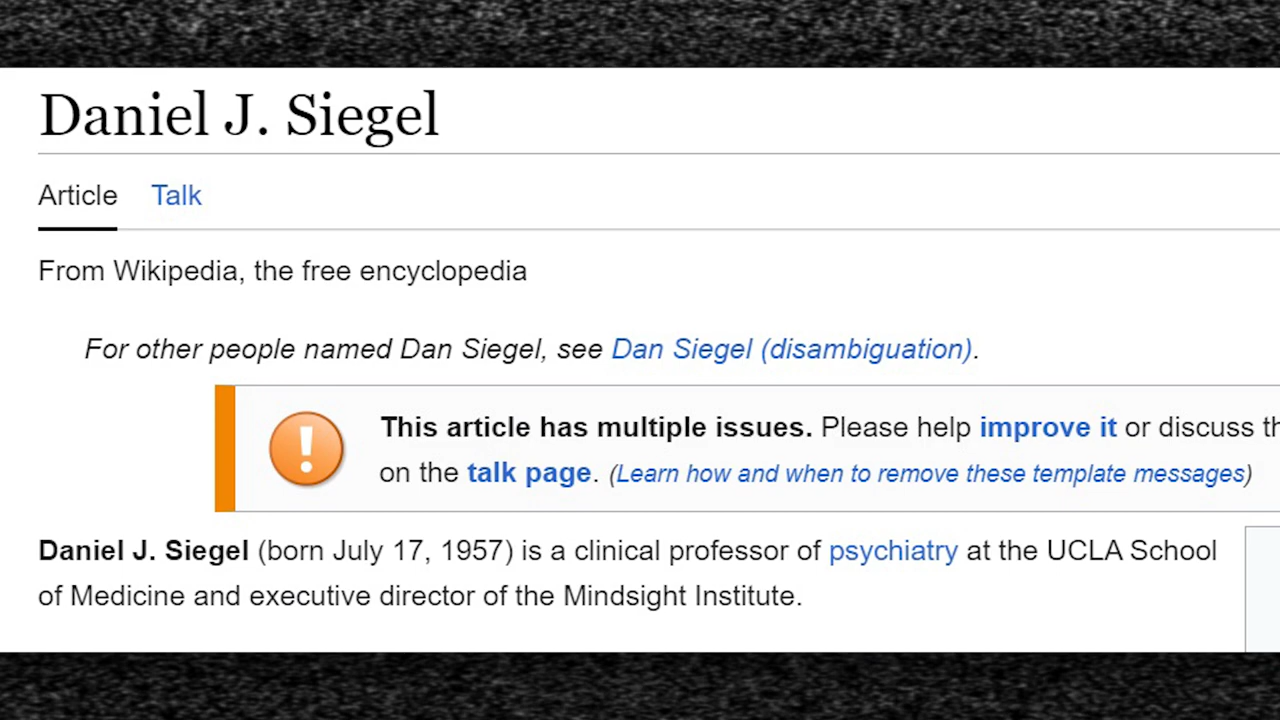 Daniel J. Siegel
Article Talk
From Wikipedia, the free encyclopedia
For other people named Dan Siegel, see Dan Siegel (disambiguation).
This article has multiple issues. Please help improve it or discuss th
on the talk page. (Learn how and when to remove these template messages)
Daniel J. Siegel (born July 17, 1957) is a clinical professor of psychiatry at the UCLA School
of Medicine and executive director of the Mindsight Institute.